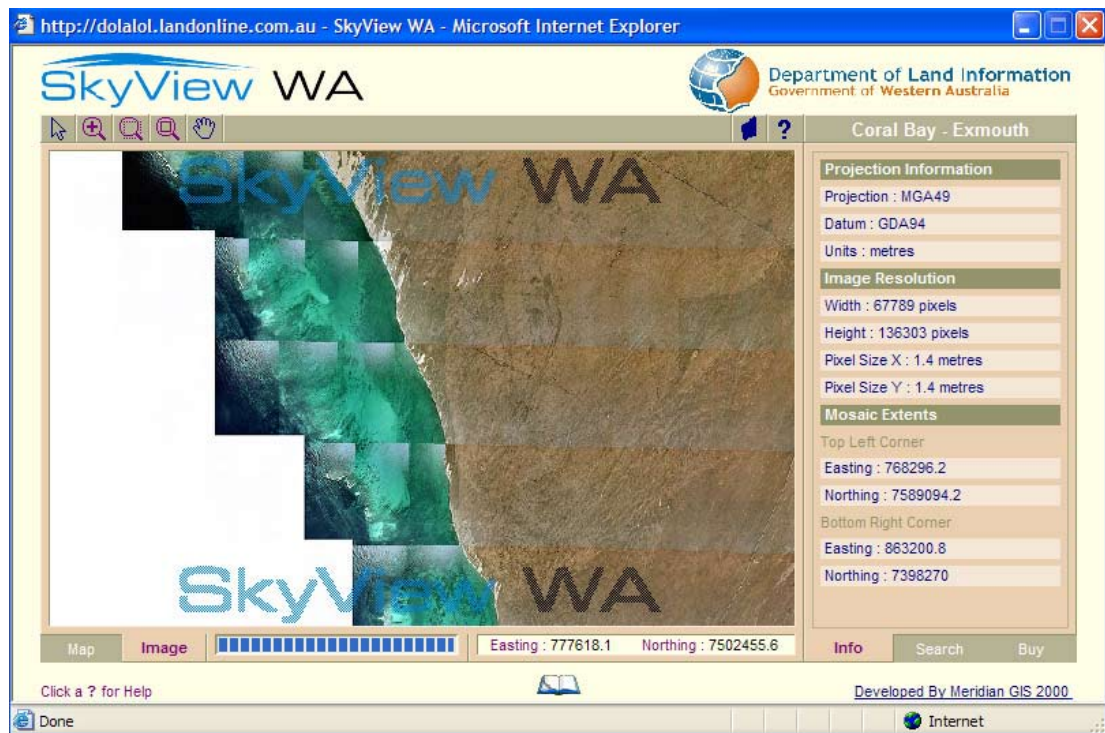 http://dolalol.landonline.com.au - SkyView WA - Microsoft Internet Explorer
SkyView WA
Department of Land Information
Government of Western Australia
?
Coral Bay - Exmouth
SkyView WA
Projection Information
Projection : MGA49
Datum : GDA94
Units : metres
Image Resolution
Width : 67789 pixels
Height : 136303 pixels
Pixel Size X : 1.4 metres
Pixel Size Y : 1.4 metres
Mosaic Extents
Top Left Corner
Easting : 768296.2
Northing : 7589094.2
Bottom Right Corner
Easting : 863200.8
Northing : 7398270
SkyView WA
Map Image Easting : 777618.1 Northing : 7502455.6 Info Search Buy
Click a ? for Help
Developed By Meridian GIS 2000
Done
Internet